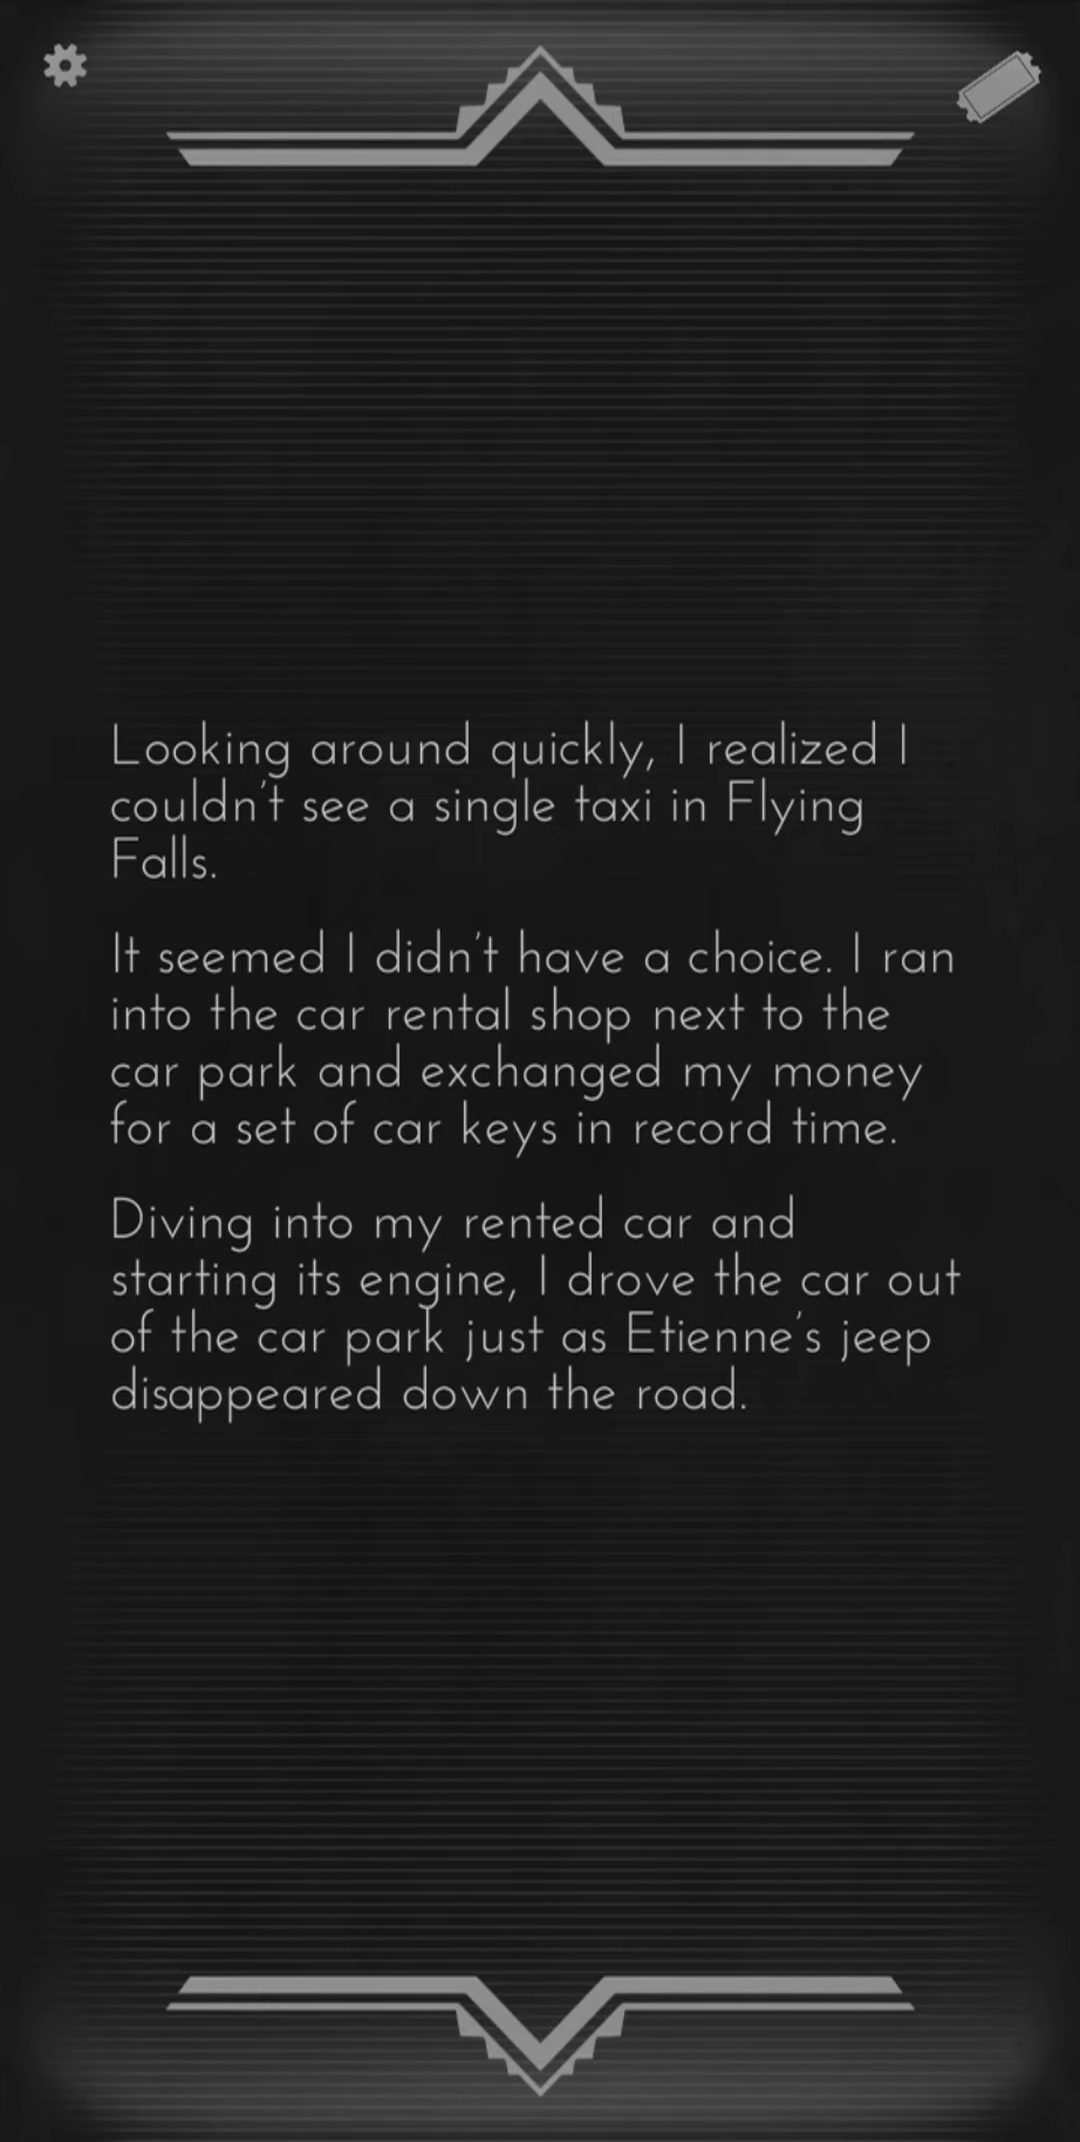 Looking around quickly, I realized I
couldn't see a single taxi in Flying
Falls.
It seemed I didn't have a choice. I ran
into the car rental shop next to the
car park and exchanged my money
for a set of car keys in record time.
Diving into my rented car and
starting its engine, I drove the car out
of the car park just as Etienne's jeep
disappeared down the road.